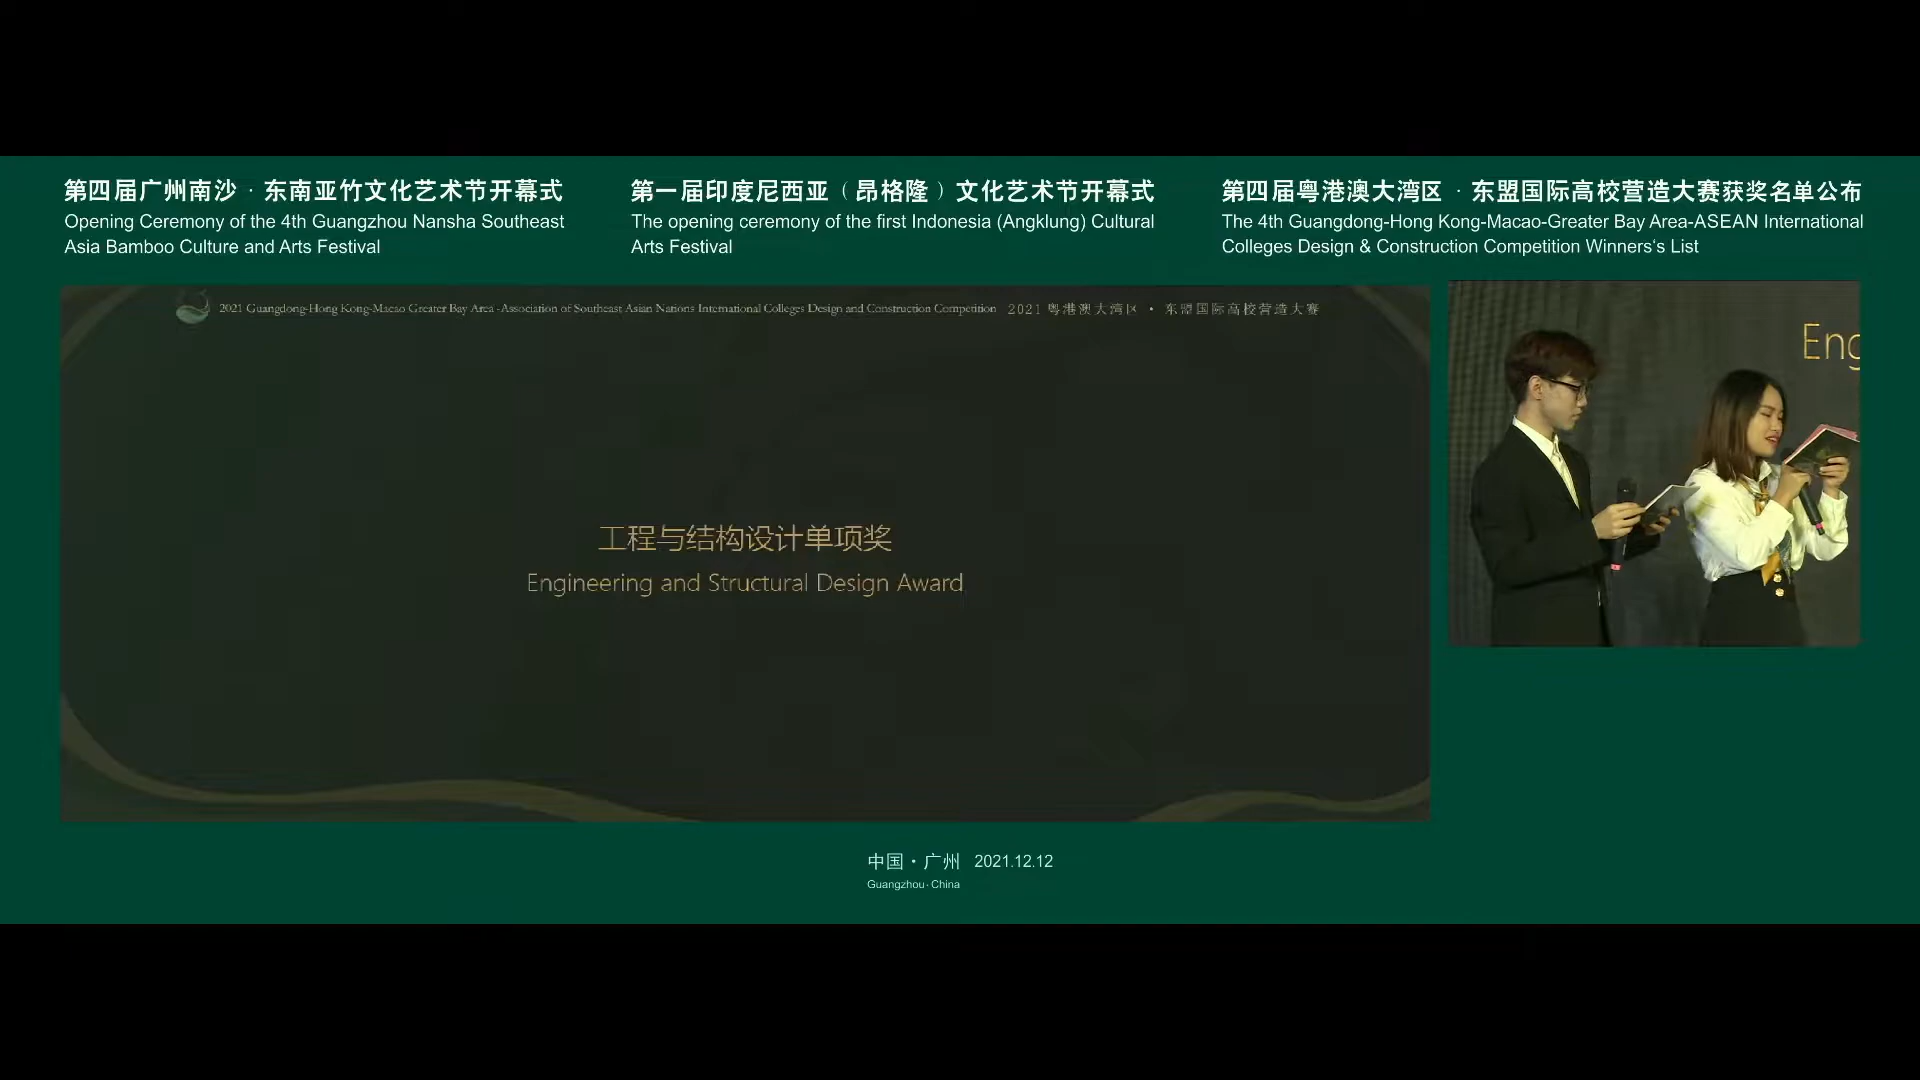 第四届广州南沙·东南亚竹文化艺术节开幕式
Opening Ceremony of the 4th Guangzhou Nansha Southeast
Asia Bamboo Culture and Arts Festival
第一届印度尼西亚（昂格隆）文化艺术节开幕式
The opening ceremony of the first Indonesia (Angklung) Cultural
Arts Festival
第四届粤港澳大湾区·东盟国际高校营造大赛获奖名单公布
The 4th Guangdong-Hong Kong-Macao-Greater Bay Area-ASEAN International
Colleges Design & Construction Competition Winners's List
2021 Guangdong-Hong Kong-Macao Greater Bay Area -Association of Southeast Asian Nations International Colleges Design and Construction Competition 2021 粤港澳大湾区 • 东盟国际高校营造大赛
工程与结构设计单项奖
Engineering and Structural Design Award
Eng
中国·广州 2021.12.12
Guangzhou·China